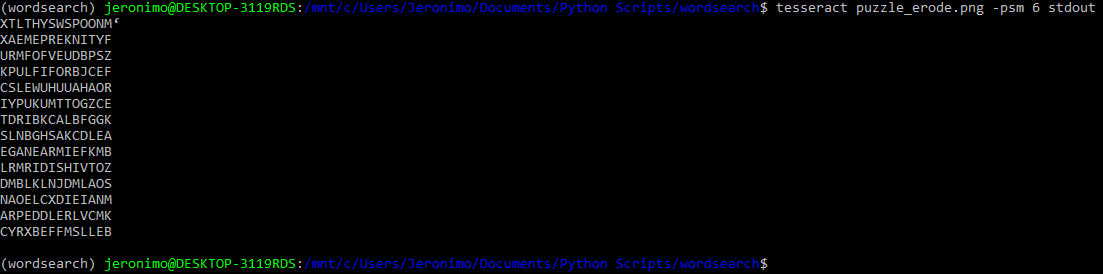 (wordsearch) jeronimo@DESKTOP-3119RDS:/mnt/c/Users/Jeronimo/Documents/Python Scripts/wordsearch$ tesseract puzzle_erode.png -psm 6 stdout
XTLTHYSWSPOONM‘
XAEMEPREKNITYF
URMFOFVEUDBPSZ
KPULFIFORBJCEF
CSLEWUHUUAHAOR
IYPUKUMTTOGZCE
TDRIBKCALBFGGK
SLNBGHSAKCDLEA
EGANEARMIEFKMB
LRMRIDISHIVTOZ
DMBLKLNJDMLAOS
NAOELCXDIEIANM
ARPEDDLERLVCMK
CYRXBEFFMSLLEB
(wordsearch) jeronimo@DESKTOP-3119RDS:/mnt/c/Users/Jeronimo/Documents/Python Scripts/wordsearch$